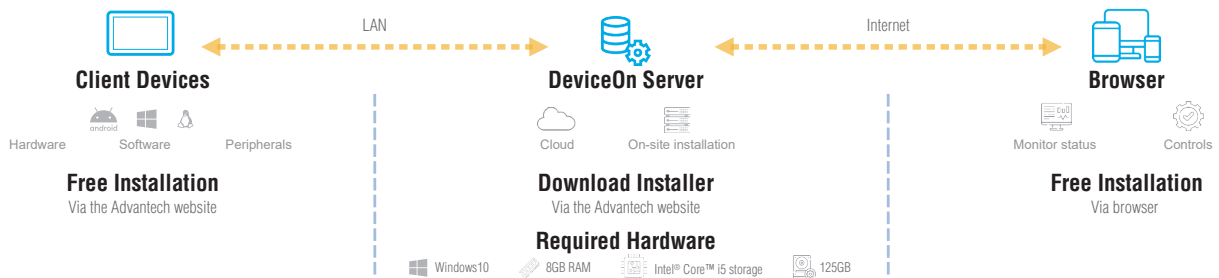 LAN
Internet
Client Devices
DeviceOn Server
Browser
android
Hardware
Software
Peripherals
Cloud
On-site installation
Monitor status
Controls
Free Installation
Via the Advantech website
Download Installer
Via the Advantech website
Free Installation
Via browser
Required Hardware
Windows10
8GB RAM
Intel® Core™ i5 storage
125GB